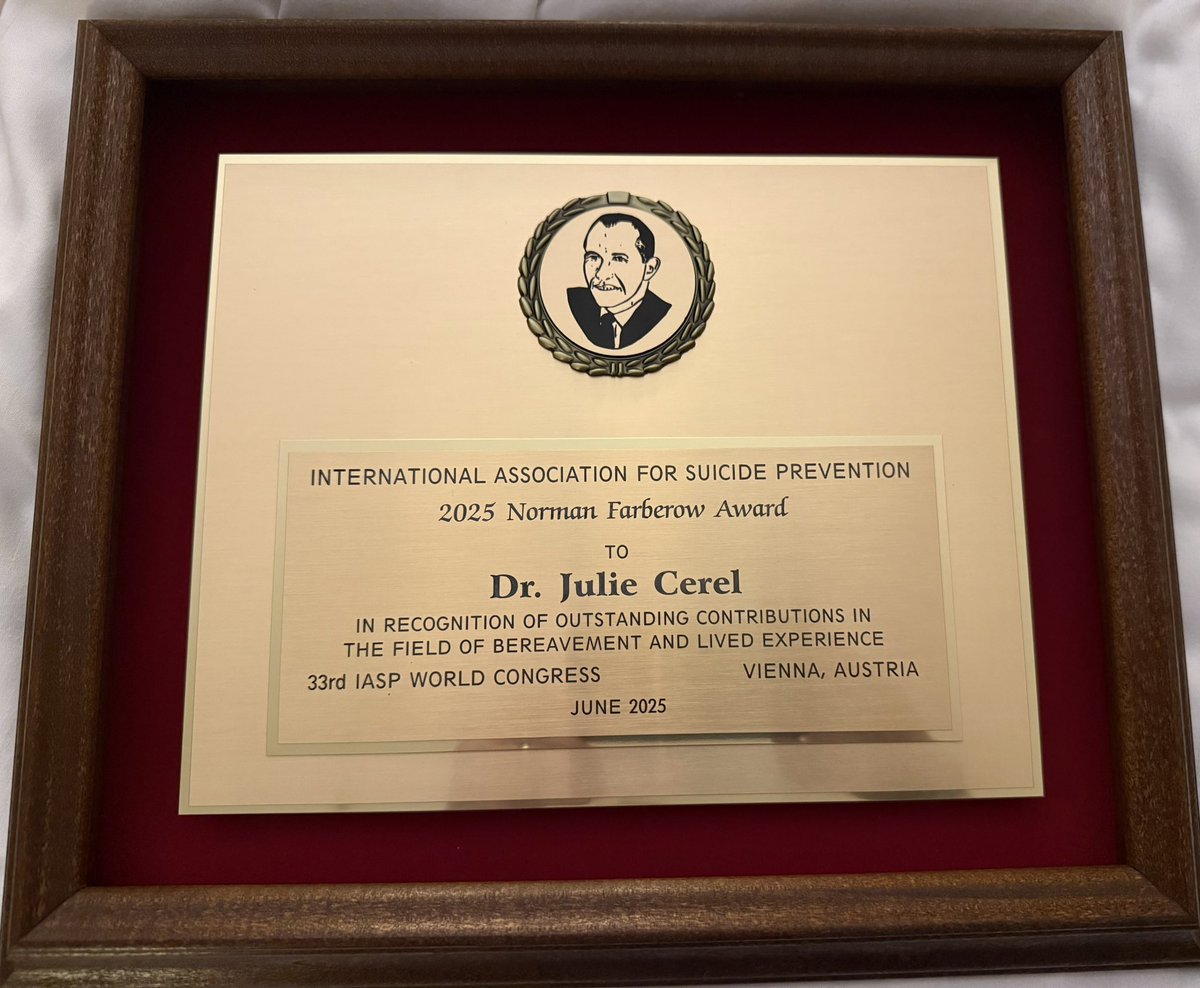 INTERNATIONAL ASSOCIATION FOR SUICIDE PREVENTION
2025 Norman Farberow Award
TO
Dr. Julie Cerel
IN RECOGNITION OF OUTSTANDING CONTRIBUTIONS IN
THE FIELD OF BEREAVEMENT AND LIVED EXPERIENCE
33rd IASP WORLD CONGRESS VIENNA, AUSTRIA
JUNE 2025